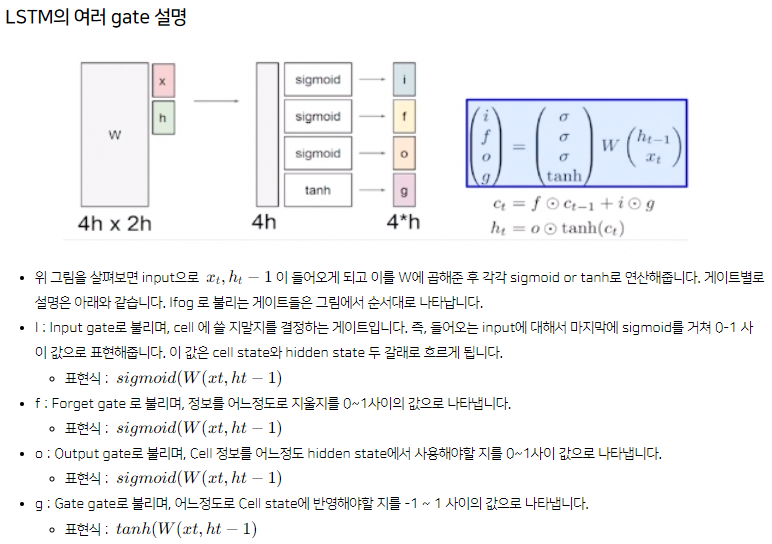 LSTM의 여러 gate 설명
x
h
W
4h x 2h
4h
sigmoid
sigmoid
sigmoid
tanh
i
f
o
g
4*h
( i f o g ) = ( σ σ σ tanh ) W ( h_{t-1} x_t )
c_t = f ⊙ c_{t-1} + i ⊙ g
h_t = o ⊙ tanh(c_t)
위 그림을 살펴보면 input으로 x_t, h_t − 1 이 들어오게 되고 이를 W에 곱해준 후 각각 sigmoid or tanh로 연산해줍니다. 게이트별로
설명은 아래와 같습니다. Ifog 로 불리는 게이트들은 그림에서 순서대로 나타납니다.
I : Input gate로 불리며, cell 에 쓸 지말지를 결정하는 게이트입니다. 즉, 들어오는 input에 대해서 마지막에 sigmoid를 거쳐 0-1 사
이 값으로 표현해줍니다. 이 값은 cell state와 hidden state 두 갈래로 흐르게 됩니다.
표현식 : sigmoid(W(xt, ht − 1)
f : Forget gate 로 불리며, 정보를 어느정도로 지울지를 0~1사이의 값으로 나타냅니다.
표현식 : sigmoid(W(xt, ht − 1)
o : Output gate로 불리며, Cell 정보를 어느정도 hidden state에서 사용해야할 지를 0~1사이 값으로 나타냅니다.
표현식 : sigmoid(W(xt, ht − 1)
g : Gate gate로 불리며, 어느정도로 Cell state에 반영해야할 지를 -1 ~ 1 사이의 값으로 나타냅니다.
표현식 : tanh(W(xt, ht − 1)